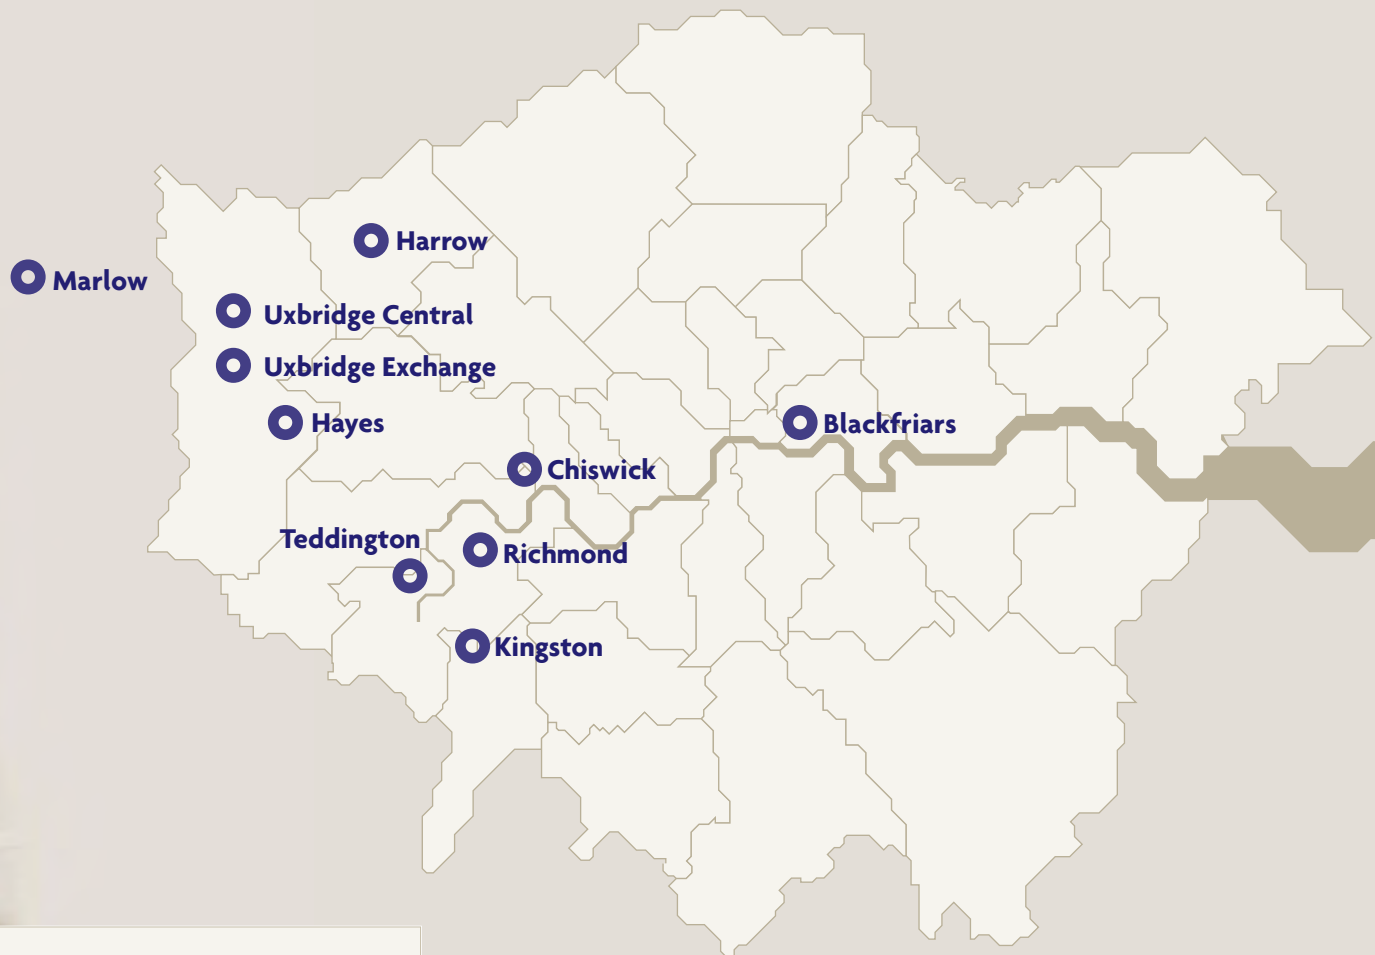 Harrow
Marlow
Uxbridge Central
Uxbridge Exchange
Hayes
Blackfriars
Chiswick
Teddington
Richmond
Kingston